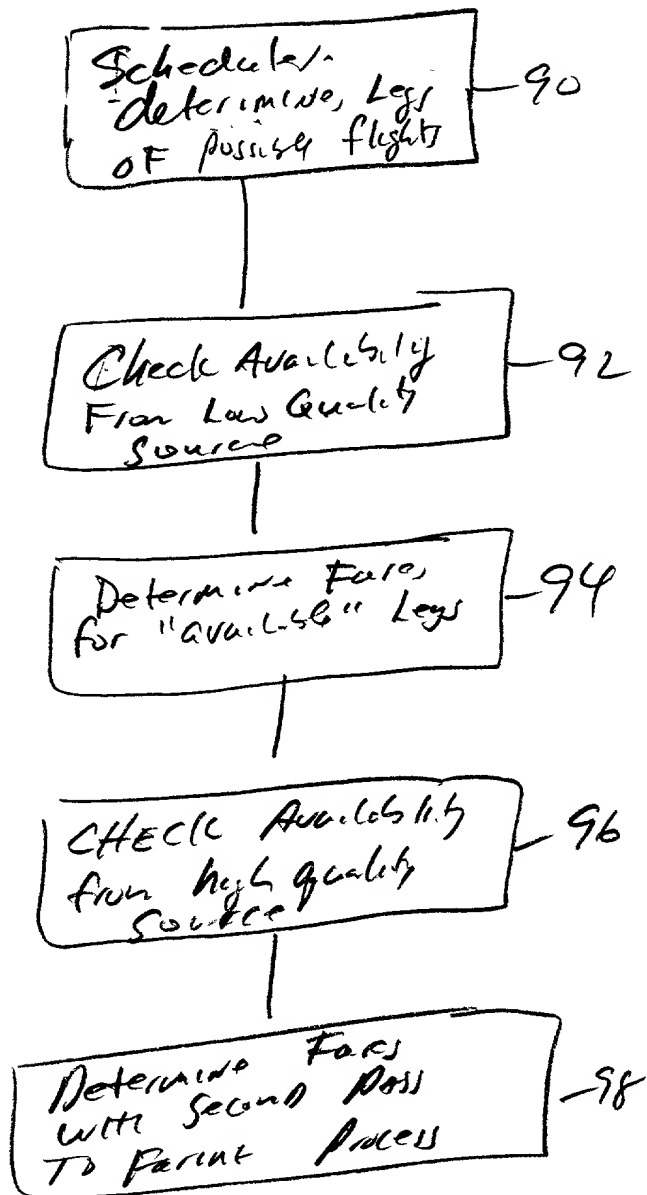 Scheduler
determines Legs
OF possible flights
90
Check Availability
From Low Quality
Source
92
Determine Fares
for "available" Legs
94
CHECK Availability
from high quality
Source
96
Determine Fares
with Second Pass
To Farint Process
98